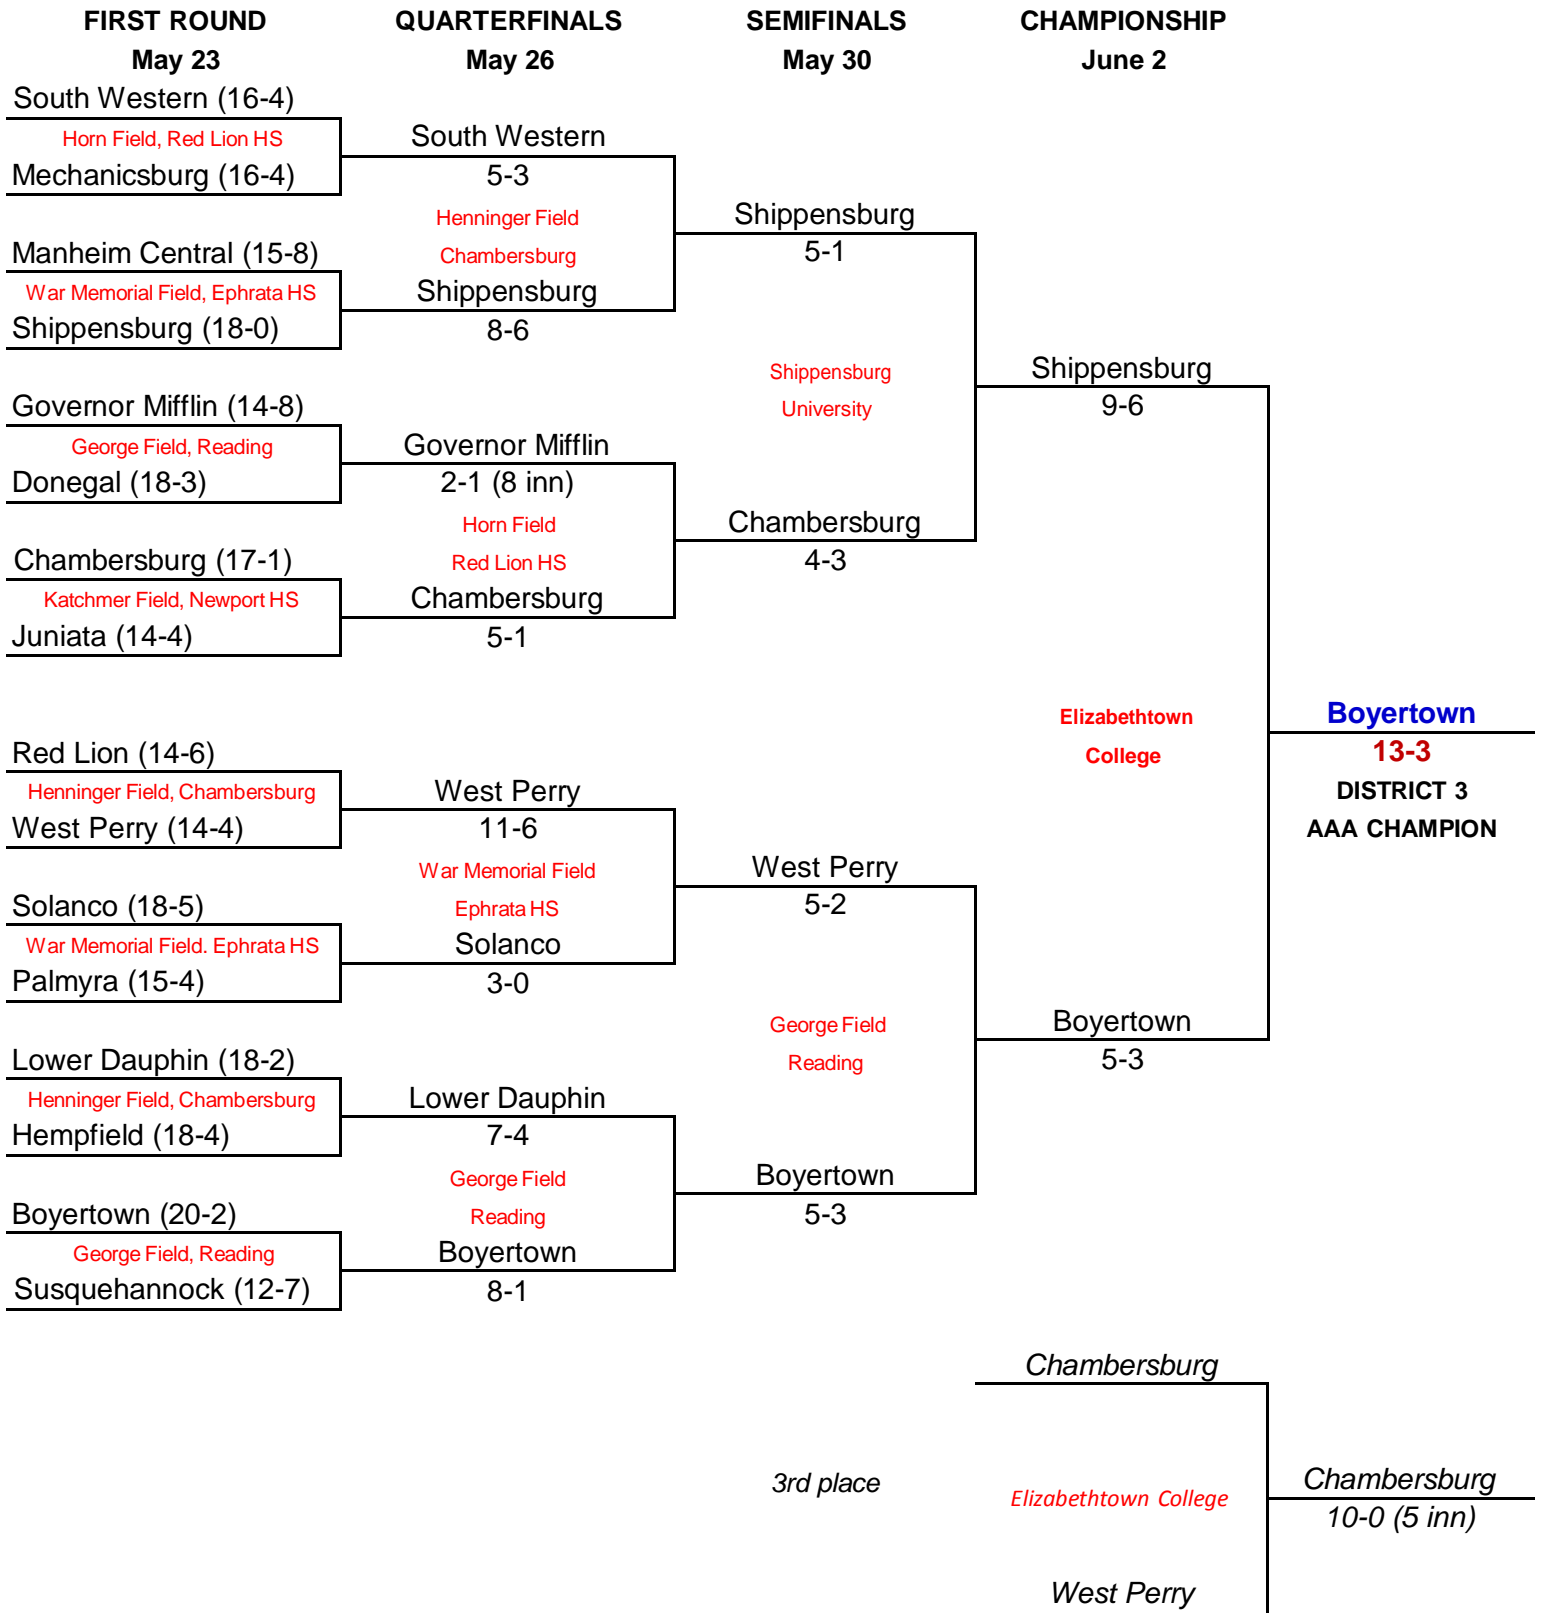 FIRST ROUND
May 23
South Western (16-4)
Horn Field, Red Lion HS
Mechanicsburg (16-4)
Manheim Central (15-8)
War Memorial Field, Ephrata HS
Shippensburg (18-0)
Governor Mifflin (14-8)
George Field, Reading
Donegal (18-3)
Chambersburg (17-1)
Katchmer Field, Newport HS
Juniata (14-4)
Red Lion (14-6)
Henninger Field, Chambersburg
West Perry (14-4)
Solanco (18-5)
War Memorial Field. Ephrata HS
Palmyra (15-4)
Lower Dauphin (18-2)
Henninger Field, Chambersburg
Hempfield (18-4)
Boyertown (20-2)
George Field, Reading
Susquehannock (12-7)
QUARTERFINALS
May 26
South Western
5-3
Henninger Field
Chambersburg
Shippensburg
8-6
Governor Mifflin
2-1 (8 inn)
Horn Field
Red Lion HS
Chambersburg
5-1
West Perry
11-6
War Memorial Field
Ephrata HS
Solanco
3-0
Lower Dauphin
7-4
George Field
Reading
Boyertown
8-1
SEMIFINALS
May 30
Shippensburg
5-1
Shippensburg
University
Chambersburg
4-3
West Perry
5-2
George Field
Reading
Boyertown
5-3
CHAMPIONSHIP
June 2
Shippensburg
9-6
Elizabethtown
College
Boyertown
5-3
Boyertown
13-3
DISTRICT 3
AAA CHAMPION
3rd place
Chambersburg
Elizabethtown College
West Perry
Chambersburg
10-0 (5 inn)